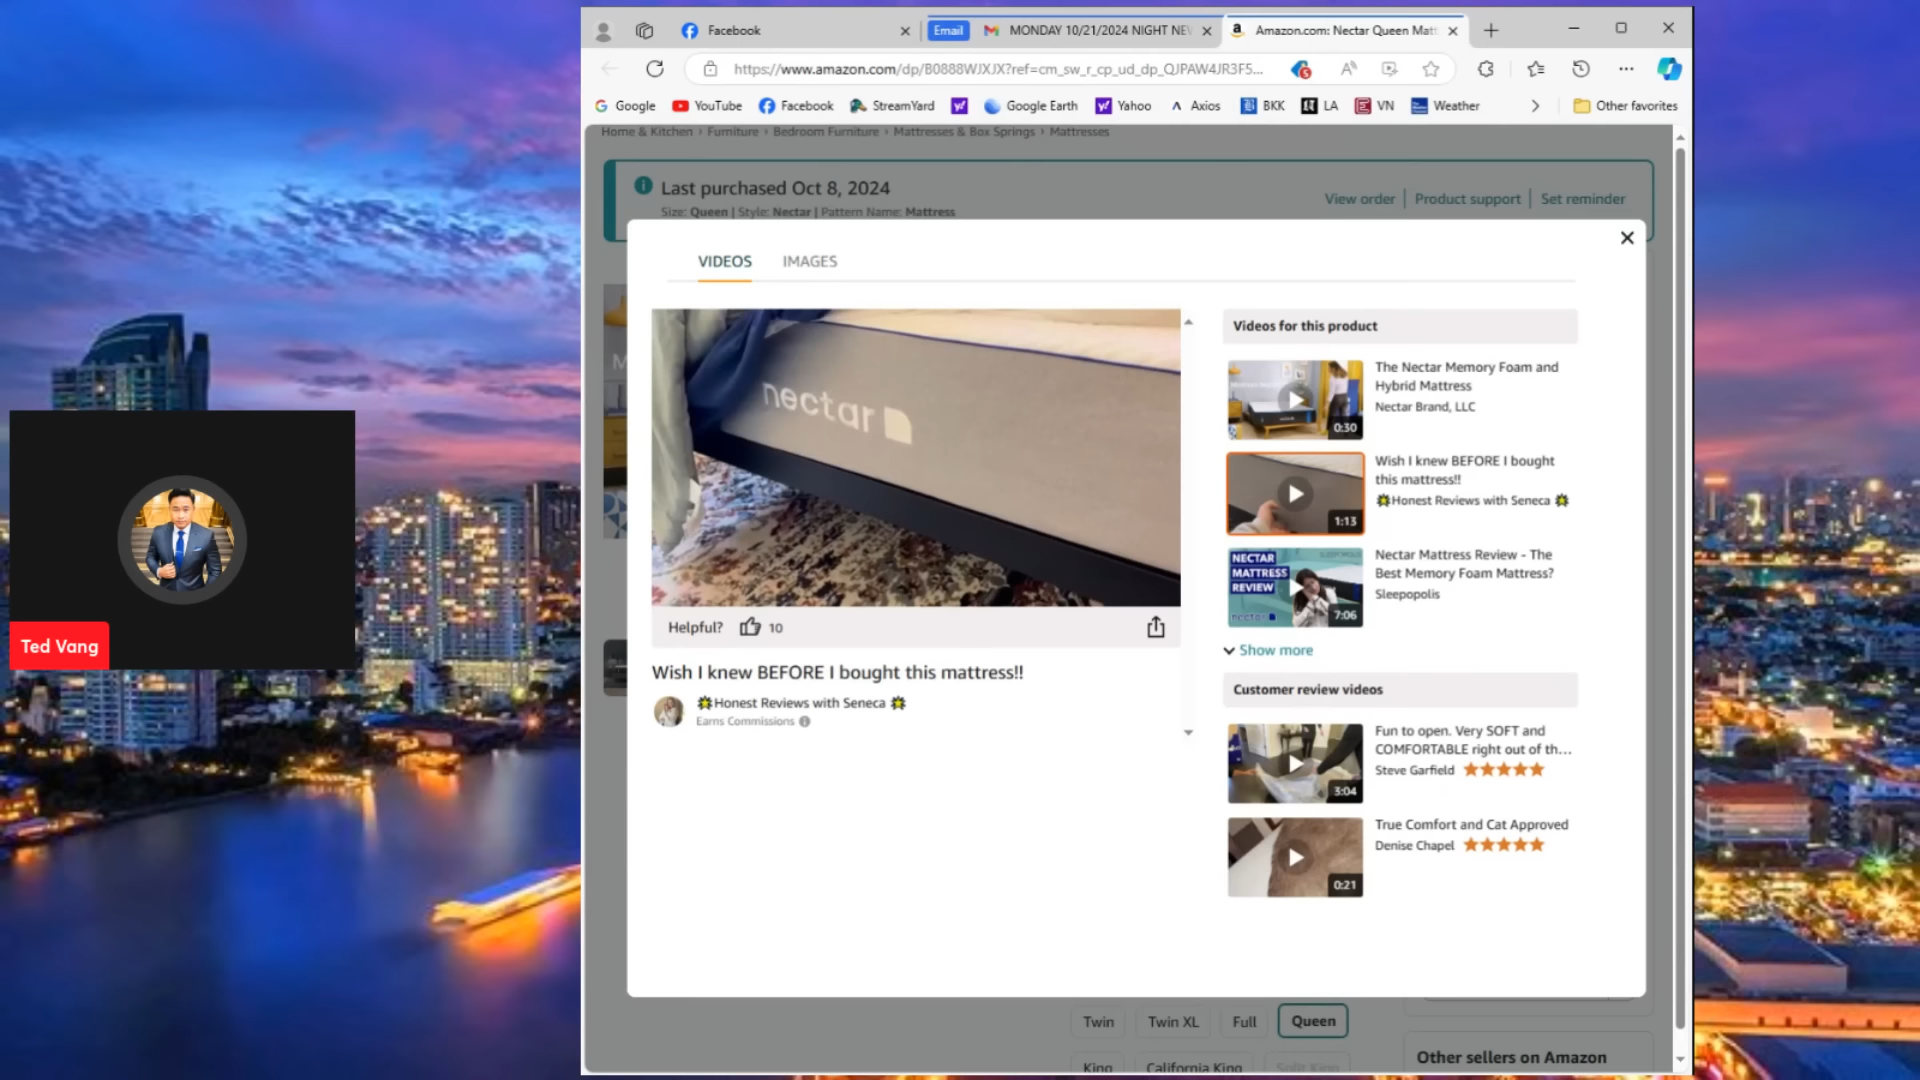 Facebook
Email
MONDAY 10/21/2024 NIGHT NEV
Amazon.com: Nectar Queen Matt
https://www.amazon.com/dp/B0888WJXJX?ref=cm_sw_r_cp_ud_dp_QJPAW4JR3F5...
Google
YouTube
Facebook
StreamYard
Google Earth
Yahoo
Axios
BKK
LA
VN
Weather
Other favorites
Home & Kitchen › Furniture › Bedroom Furniture › Mattresses & Box Springs › Mattresses
Last purchased Oct 8, 2024
View order | Product support | Set reminder
Size: Queen | Style: Nectar | Pattern Name: Mattress
VIDEOS
IMAGES
nectar
Helpful? 10
Wish I knew BEFORE I bought this mattress!!
Honest Reviews with Seneca
Earns Commissions
Videos for this product
The Nectar Memory Foam and
Hybrid Mattress
Nectar Brand, LLC
0:30
Wish I knew BEFORE I bought
this mattress!!
Honest Reviews with Seneca
1:13
NECTAR
MATTRESS
REVIEW
nectar
7:06
Nectar Mattress Review - The
Best Memory Foam Mattress?
Sleepopolis
Show more
Customer review videos
Fun to open. Very SOFT and
COMFORTABLE right out of th...
Steve Garfield
3:04
True Comfort and Cat Approved
Denise Chapel
0:21
Twin
Twin XL
Full
Queen
King
California King
Split King
Other sellers on Amazon
Ted Vang